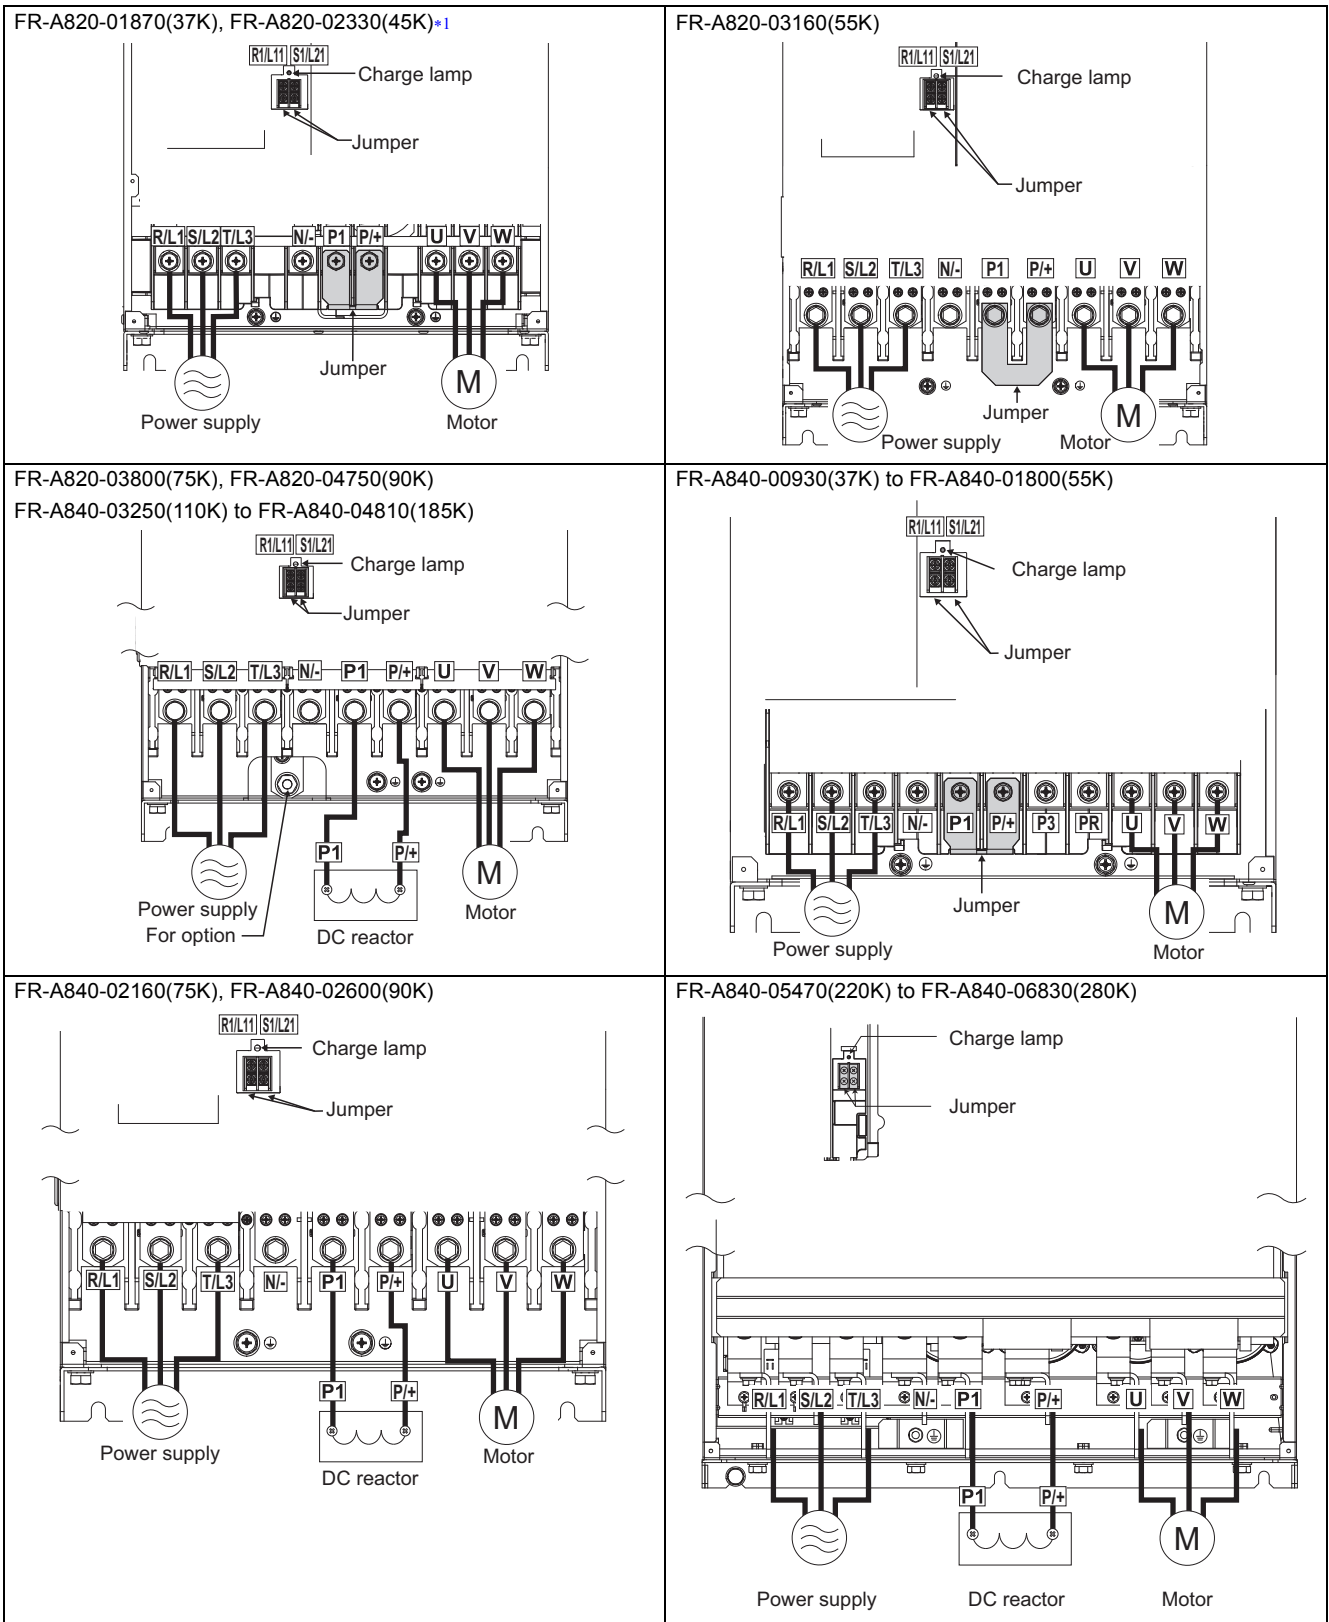 FR-A820-01870(37K), FR-A820-02330(45K)*1
R1/L11 S1/L21
Charge lamp
Jumper
R/L1 S/L2 T/L3 N/- P1 P/+ U V W
Jumper
M
Power supply
Motor
FR-A820-03160(55K)
R1/L11 S1/L21
Charge lamp
Jumper
R/L1 S/L2 T/L3 N/- P1 P/+ U V W
Jumper
M
Power supply
Motor
FR-A820-03800(75K), FR-A820-04750(90K)
FR-A840-03250(110K) to FR-A840-04810(185K)
R1/L11 S1/L21
Charge lamp
Jumper
R/L1 S/L2 T/L3 N/- P1 P/+ U V W
P1 P/+
M
Power supply
Motor
For option
DC reactor
FR-A840-00930(37K) to FR-A840-01800(55K)
R1/L11 S1/L21
Charge lamp
Jumper
R/L1 S/L2 T/L3 N/- P1 P/+ P3 PR U V W
Jumper
M
Power supply
Motor
FR-A840-02160(75K), FR-A840-02600(90K)
R1/L11 S1/L21
Charge lamp
Jumper
R/L1 S/L2 T/L3 N/- P1 P/+ U V W
P1 P/+
M
Power supply
Motor
DC reactor
FR-A840-05470(220K) to FR-A840-06830(280K)
Charge lamp
Jumper
R/L1 S/L2 T/L3 N/- P1 P/+ U V W
P1 P/+
M
Power supply
DC reactor
Motor